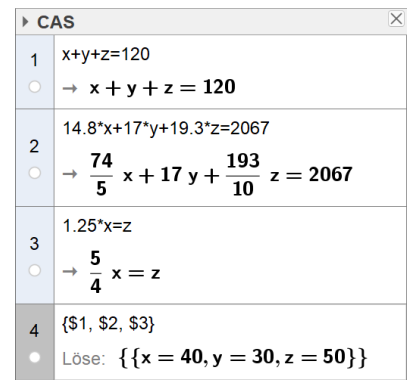 CAS
1
x+y+z=120
→ x + y + z = 120
2
14.8*x+17*y+19.3*z=2067
→ 74/5 x + 17 y + 193/10 z = 2067
3
1.25*x=z
→ 5/4 x = z
4
{$1, $2, $3}
Löse: {{x = 40, y = 30, z = 50}}